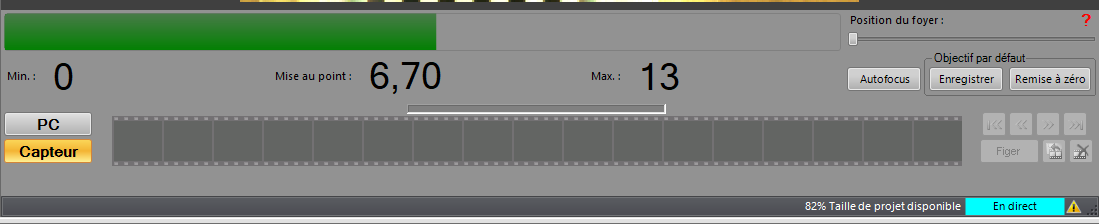 Position du foyer :
?
Min. : 0
Mise au point : 6,70
Max. : 13
Objectif par défaut
Autofocus
Enregistrer
Remise à zéro
PC
Capteur
Figer
82% Taille de projet disponible
En direct